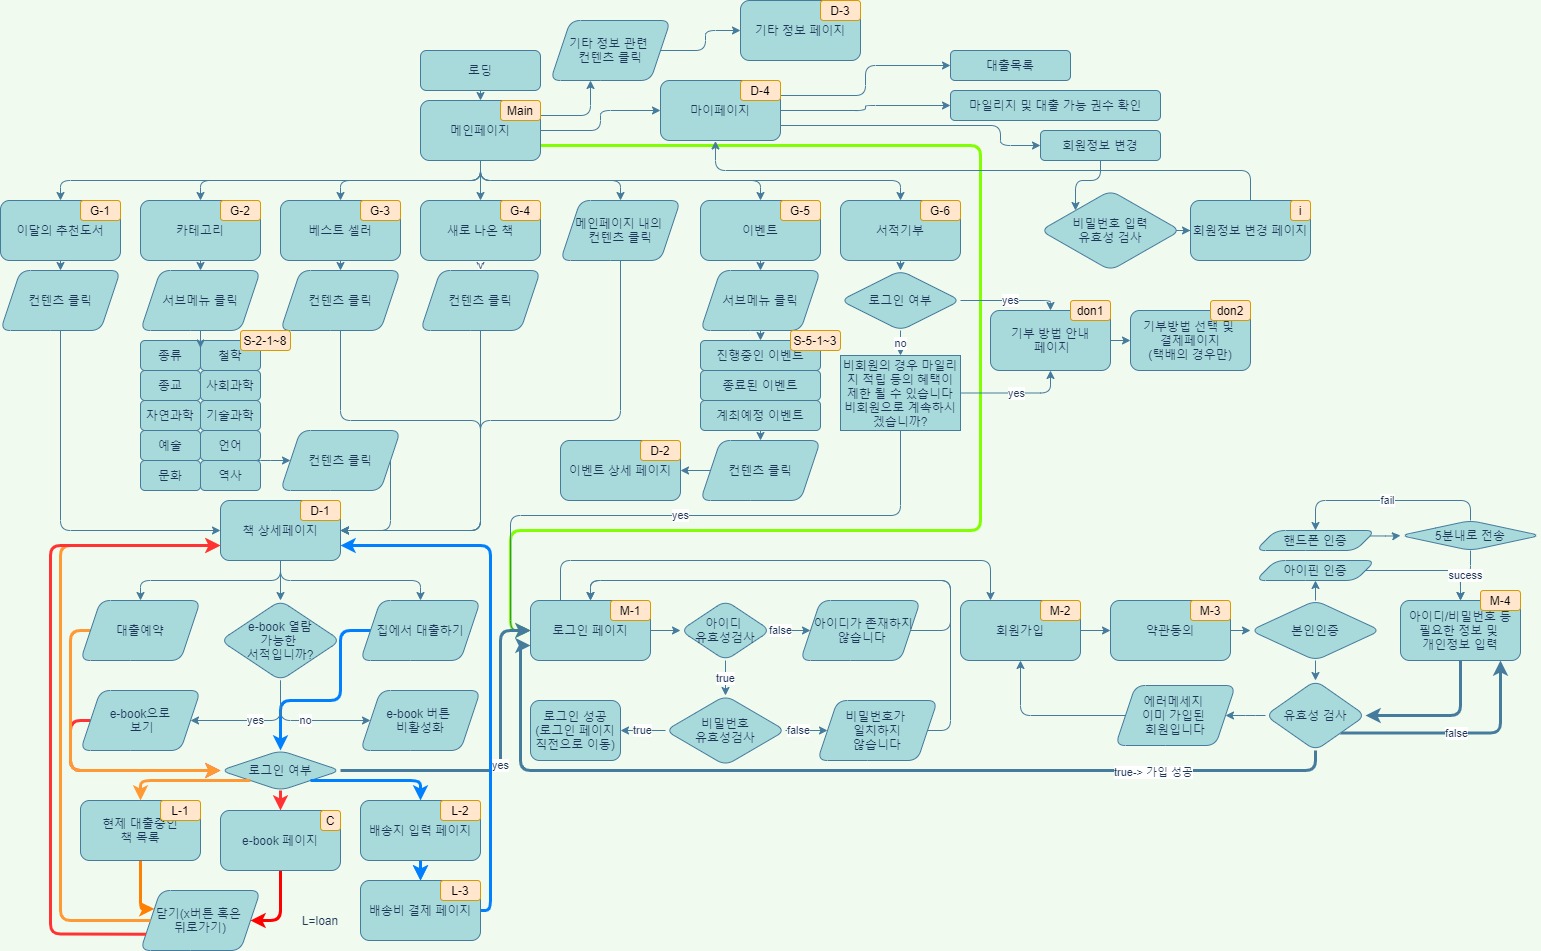 로딩
Main
메인페이지
기타 정보 관련
컨텐츠 클릭
D-3
기타 정보 페이지
D-4
마이페이지
대출목록
마일리지 및 대출 가능 권수 확인
회원정보 변경
비밀번호 입력
유효성 검사
i
회원정보 변경 페이지
G-1
이달의 추천도서
G-2
카테고리
G-3
베스트 셀러
G-4
새로 나온 책
메인페이지 내의
컨텐츠 클릭
G-5
이벤트
G-6
서적기부
컨텐츠 클릭
서브메뉴 클릭
컨텐츠 클릭
컨텐츠 클릭
서브메뉴 클릭
로그인 여부
yes
no
don1
기부 방법 안내
페이지
don2
기부방법 선택 및
결제페이지
(택배의 경우만)
S-2-1~8
종류
철학
종교
사회과학
자연과학
기술과학
예술
언어
문화
역사
컨텐츠 클릭
S-5-1~3
진행중인 이벤트
종료된 이벤트
계최예정 이벤트
비회원의 경우 마일리
지 적립 등의 혜택이
제한 될 수 있습니다
비회원으로 계속하시
겠습니까?
yes
D-2
이벤트 상세 페이지
컨텐츠 클릭
yes
D-1
책 상세페이지
대출예약
e-book 열람
가능한
서적입니까?
집에서 대출하기
e-book으로
보기
yes
no
e-book 버튼
비활성화
로그인 여부
yes
L-1
현제 대출중인
책 목록
C
e-book 페이지
L-2
배송지 입력 페이지
L-3
배송비 결제 페이지
닫기(x버튼 혹은
뒤로가기)
L=loan
M-1
로그인 페이지
아이디
유효성검사
false
아이디가 존재하지
않습니다
true
로그인 성공
(로그인 페이지
직전으로 이동)
true
비밀번호
유효성검사
false
비밀번호가
일치하지
않습니다
M-2
회원가입
M-3
약관동의
본인인증
fail
핸드폰 인증
5분내로 전송
아이핀 인증
sucess
M-4
아이디/비밀번호 등
필요한 정보 및
개인정보 입력
에러메세지
이미 가입된
회원입니다
유효성 검사
false
true-> 가입 성공